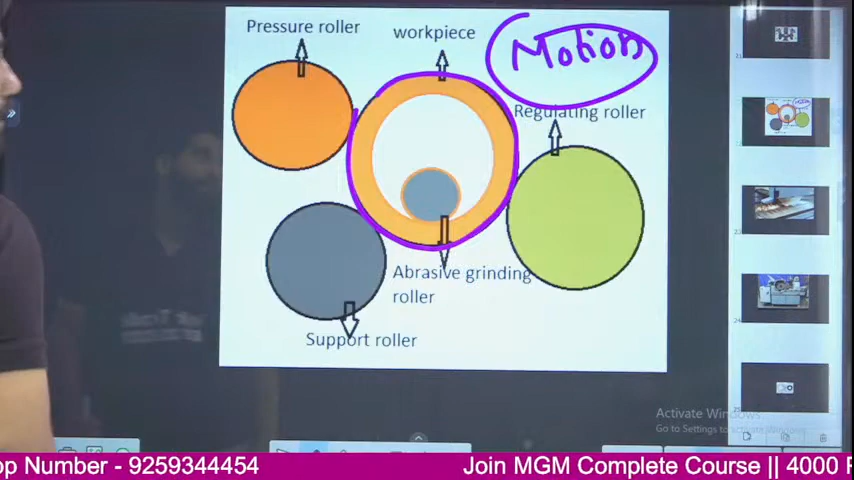 Pressure roller
workpiece
Motion
Regulating roller
Abrasive grinding
roller
Support roller
Activate Windows
Go to Settings to activate Windows.
op Number - 9259344454
Join MGM Complete Course || 4000